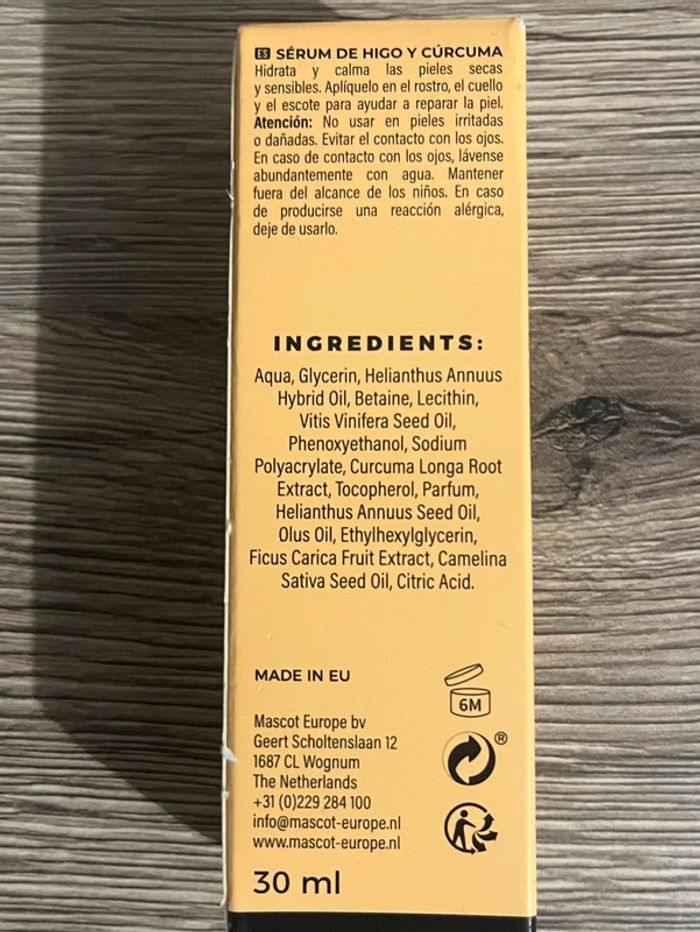 ES SÉRUM DE HIGO Y CÚRCUMA
Hidrata y calma las pieles secas
y sensibles. Aplíquelo en el rostro, el cuello
y el escote para ayudar a reparar la piel.
Atención: No usar en pieles irritadas
o dañadas. Evitar el contacto con los ojos.
En caso de contacto con los ojos, lávense
abundantemente con agua. Mantener
fuera del alcance de los niños. En caso
de producirse una reacción alérgica,
deje de usarlo.
INGREDIENTS:
Aqua, Glycerin, Helianthus Annuus
Hybrid Oil, Betaine, Lecithin,
Vitis Vinifera Seed Oil,
Phenoxyethanol, Sodium
Polyacrylate, Curcuma Longa Root
Extract, Tocopherol, Parfum,
Helianthus Annuus Seed Oil,
Olus Oil, Ethylhexylglycerin,
Ficus Carica Fruit Extract, Camelina
Sativa Seed Oil, Citric Acid.
MADE IN EU
6M
Mascot Europe bv
Geert Scholtenslaan 12
®
1687 CL Wognum
The Netherlands
+31 (0)229 284 100
info@mascot-europe.nl
www.mascot-europe.nl
30 ml